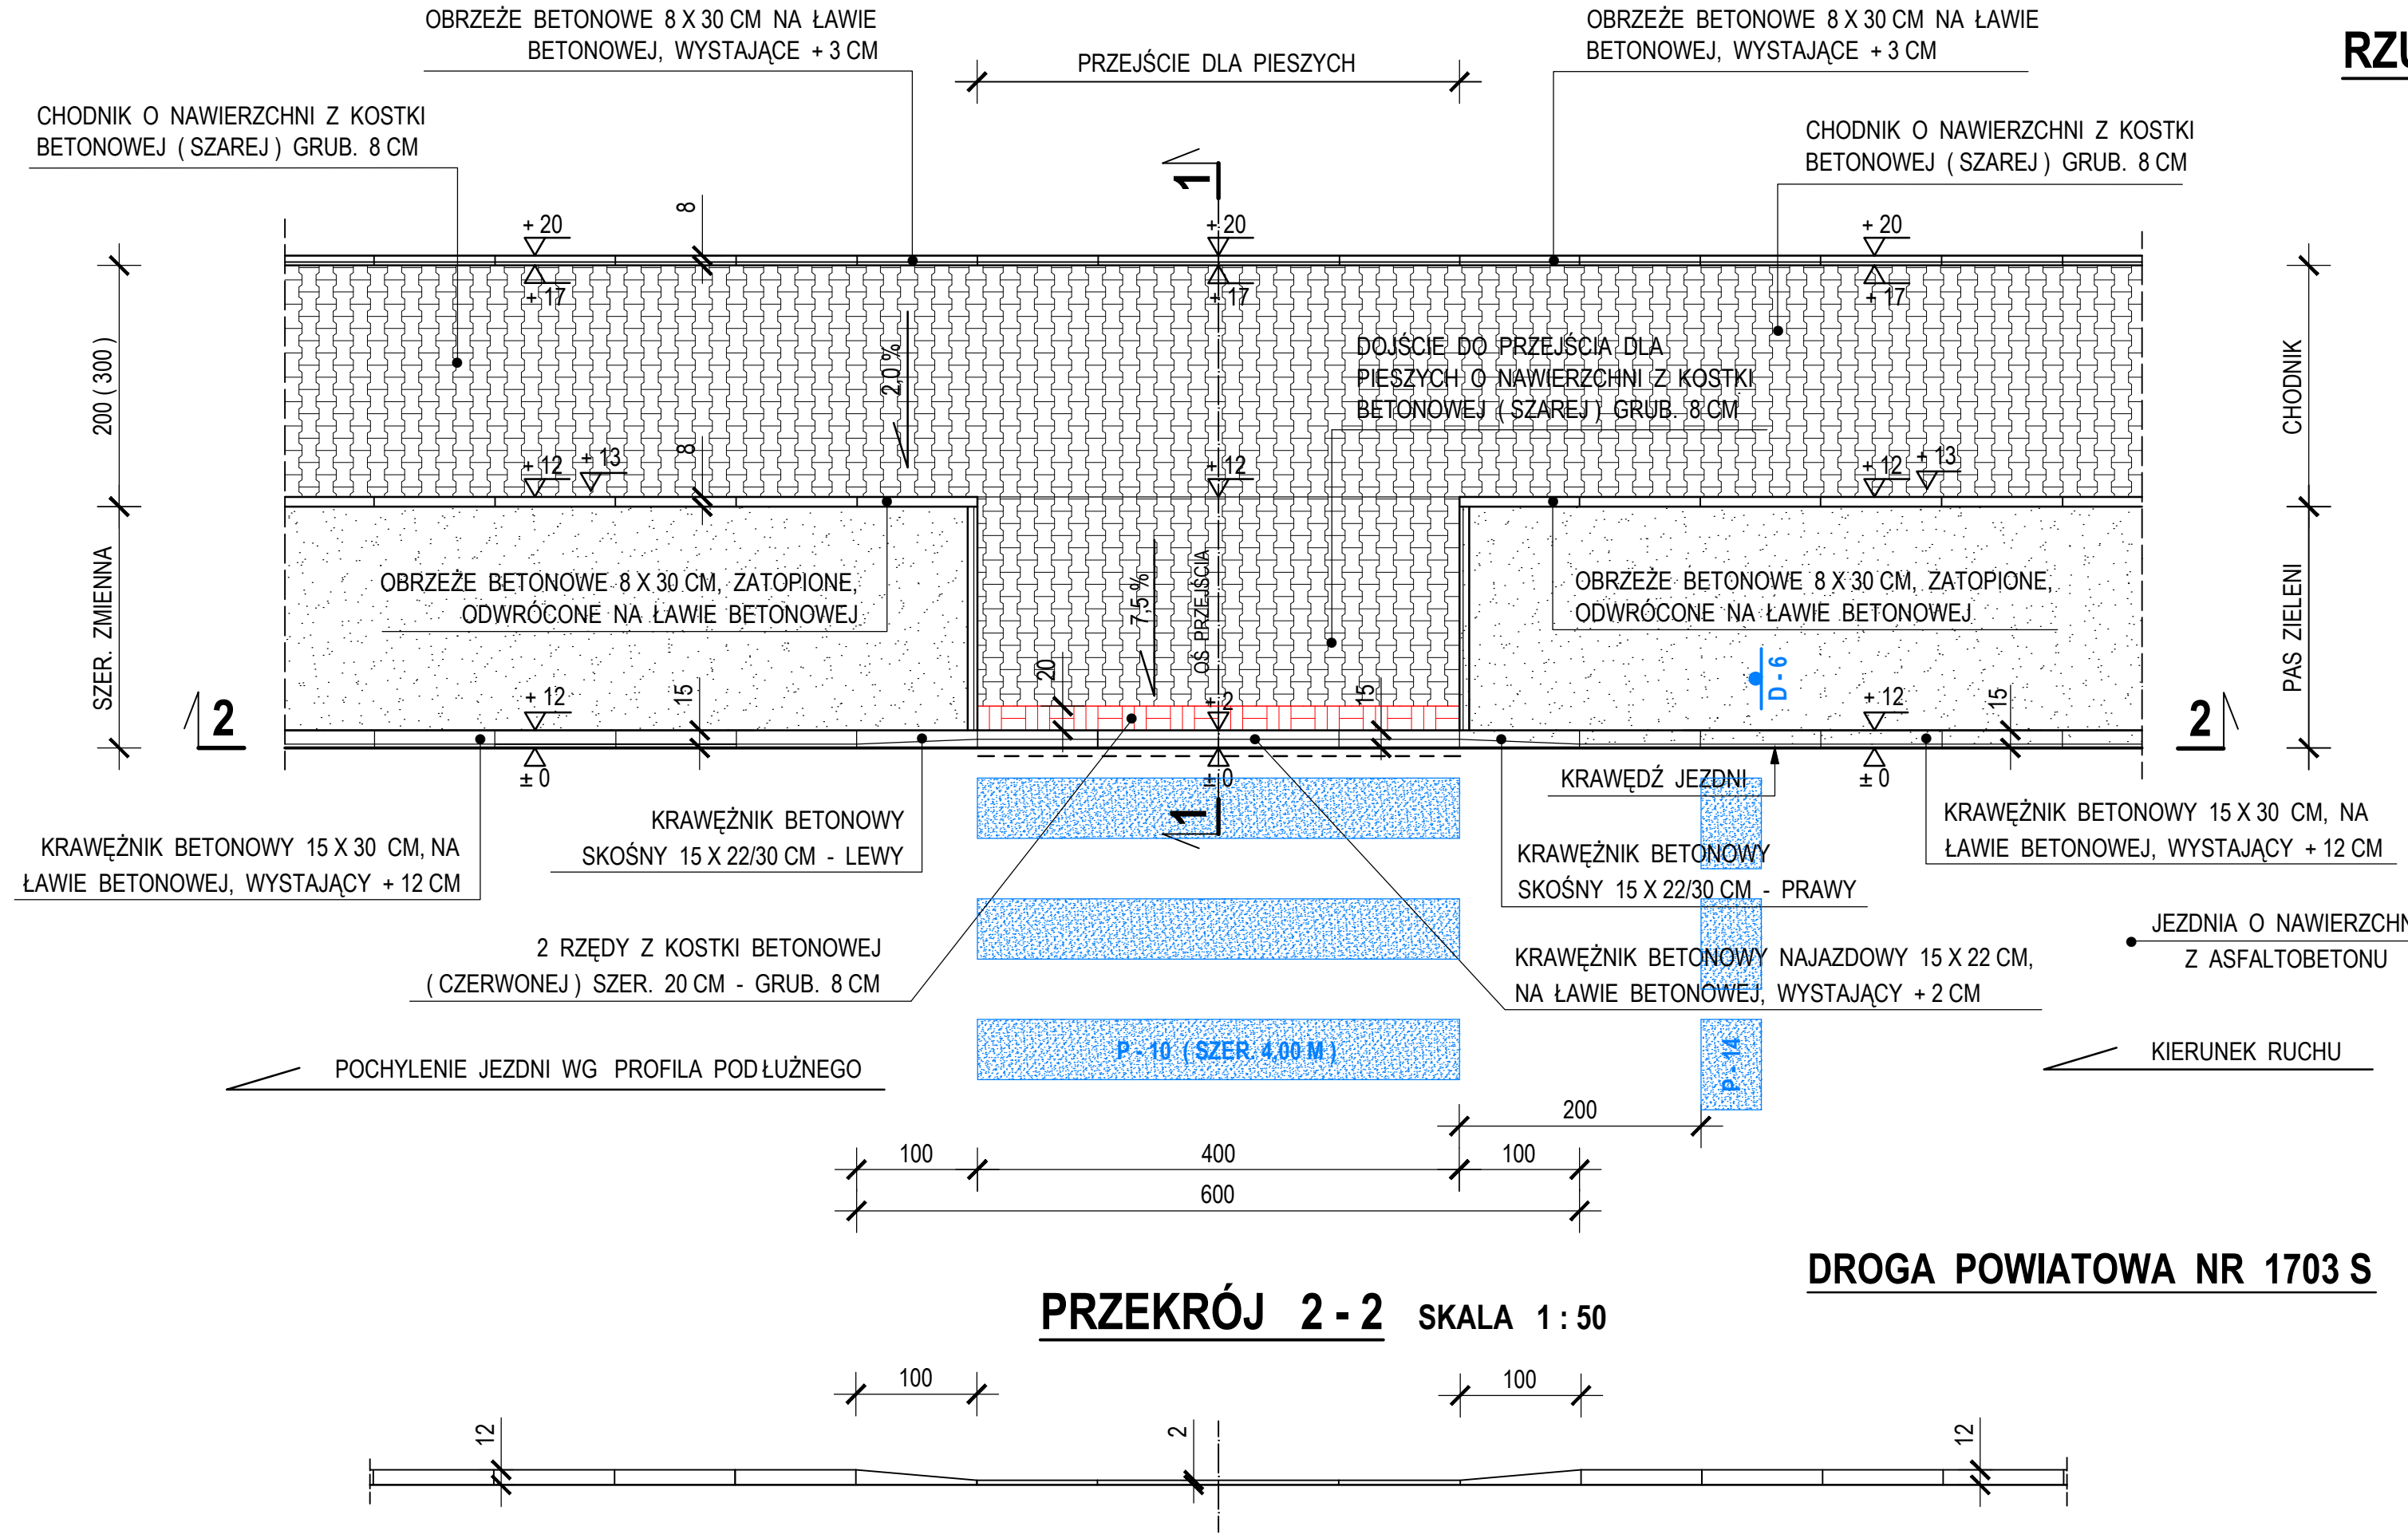 OBRZEŻE BETONOWE 8 X 30 CM NA ŁAWIE
BETONOWEJ, WYSTAJĄCE + 3 CM
PRZEJŚCIE DLA PIESZYCH
OBRZEŻE BETONOWE 8 X 30 CM NA ŁAWIE
BETONOWEJ, WYSTAJĄCE + 3 CM
CHODNIK O NAWIERZCHNI Z KOSTKI
BETONOWEJ ( SZAREJ ) GRUB. 8 CM
CHODNIK O NAWIERZCHNI Z KOSTKI
BETONOWEJ ( SZAREJ ) GRUB. 8 CM
1
+ 20
8
+ 20
+ 20
+ 17
+ 17
+ 17
200 ( 300 )
2,0 %
DOJŚCIE DO PRZEJŚCIA DLA
PIESZYCH O NAWIERZCHNI Z KOSTKI
BETONOWEJ ( SZAREJ ) GRUB. 8 CM
CHODNIK
+ 12
+ 13
8
+ 12
+ 12
+ 13
SZER. ZMIENNA
OBRZEŻE BETONOWE 8 X 30 CM, ZATOPIONE,
ODWRÓCONE NA ŁAWIE BETONOWEJ
7,5 %
OŚ PRZEJŚCIA
OBRZEŻE BETONOWE 8 X 30 CM, ZATOPIONE,
ODWRÓCONE NA ŁAWIE BETONOWEJ
PAS ZIELENI
D - 6
2
+ 12
15
20
+ 2
15
+ 12
15
2
± 0
± 0
± 0
KRAWĘDŹ JEZDNI
1
KRAWĘŻNIK BETONOWY 15 X 30 CM, NA
ŁAWIE BETONOWEJ, WYSTAJĄCY + 12 CM
KRAWĘŻNIK BETONOWY
SKOŚNY 15 X 22/30 CM - LEWY
KRAWĘŻNIK BETONOWY
SKOŚNY 15 X 22/30 CM - PRAWY
KRAWĘŻNIK BETONOWY 15 X 30 CM, NA
ŁAWIE BETONOWEJ, WYSTAJĄCY + 12 CM
2 RZĘDY Z KOSTKI BETONOWEJ
( CZERWONEJ ) SZER. 20 CM - GRUB. 8 CM
KRAWĘŻNIK BETONOWY NAJAZDOWY 15 X 22 CM,
NA ŁAWIE BETONOWEJ, WYSTAJĄCY + 2 CM
JEZDNIA O NAWIERZCHN
Z ASFALTOBETONU
POCHYLENIE JEZDNI WG PROFILA PODŁUŻNEGO
P - 10 ( SZER. 4,00 M )
P - 14
KIERUNEK RUCHU
200
100
400
100
600
DROGA POWIATOWA NR 1703 S
PRZEKRÓJ 2 - 2 SKALA 1 : 50
100
100
12
2
12